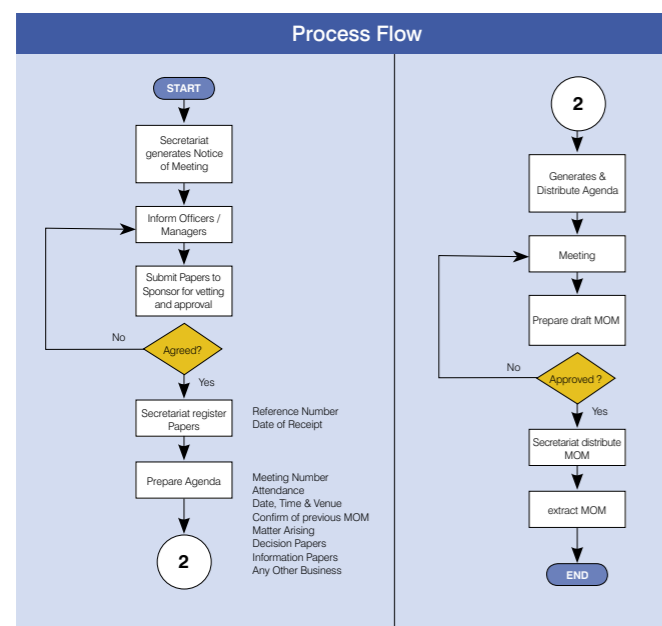 Process Flow
START
Secretariat
generates Notice
of Meeting
Inform Officers /
Managers
Submit Papers to
Sponsor for vetting
and approval
No
Agreed?
Yes
Secretariat register
Papers
Reference Number
Date of Receipt
Prepare Agenda
Meeting Number
Attendance
Date, Time & Venue
Confirm of previous MOM
Matter Arising
Decision Papers
Information Papers
Any Other Business
2
2
Generates &
Distribute Agenda
Meeting
Prepare draft MOM
No
Approved ?
Yes
Secretariat distribute
MOM
extract MOM
END